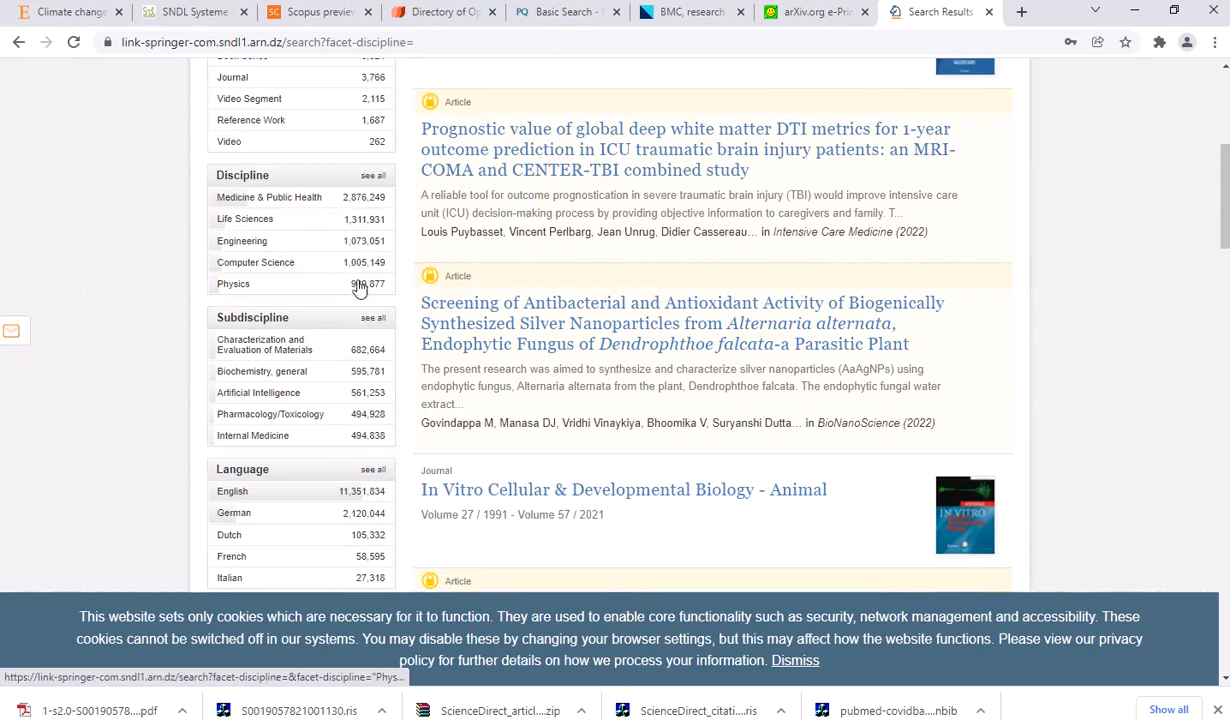 Climate change
SNDL Système
Scopus preview
Directory of Op
Basic Search -
BMC, research
arXiv.org e-Prin
Search Results
link-springer-com.sndl1.arn.dz/search?facet-discipline=
Journal 3,766
Video Segment 2,115
Reference Work 1,687
Video 262
Discipline see all
Medicine & Public Health 2,876,249
Life Sciences 1,311,931
Engineering 1,073,051
Computer Science 1,005,149
Physics
Subdiscipline see all
Characterization and
Evaluation of Materials 682,664
Biochemistry, general 595,781
Artificial Intelligence 561,253
Pharmacology/Toxicology 494,928
Internal Medicine 494,838
Language see all
English 11,351,834
German 2,120,044
Dutch 105,332
French 58,595
Italian 27,318
Article
Prognostic value of global deep white matter DTI metrics for 1-year
outcome prediction in ICU traumatic brain injury patients: an MRI-
COMA and CENTER-TBI combined study
A reliable tool for outcome prognostication in severe traumatic brain injury (TBI) would improve intensive care
unit (ICU) decision-making process by providing objective information to caregivers and family. T...
Louis Puybasset, Vincent Perlbarg, Jean Unrug, Didier Cassereau... in Intensive Care Medicine (2022)
Article
Screening of Antibacterial and Antioxidant Activity of Biogenically
Synthesized Silver Nanoparticles from Alternaria alternata,
Endophytic Fungus of Dendrophthoe falcata-a Parasitic Plant
The present research was aimed to synthesize and characterize silver nanoparticles (AaAgNPs) using
endophytic fungus, Alternaria alternata from the plant, Dendrophthoe falcata. The endophytic fungal water
extract...
Govindappa M, Manasa DJ, Vridhi Vinaykiya, Bhoomika V, Suryanshi Dutta... in BioNanoScience (2022)
Journal
In Vitro Cellular & Developmental Biology - Animal
Volume 27 / 1991 - Volume 57 / 2021
IN VITRO
Article
This website sets only cookies which are necessary for it to function. They are used to enable core functionality such as security, network management and accessibility. These
cookies cannot be switched off in our systems. You may disable these by changing your browser settings, but this may affect how the website functions. Please view our privacy
policy for further details on how we process your information. Dismiss
https://link-springer-com.sndl1.arn.dz/search?facet-discipline=&facet-discipline="Phys...
1-s2.0-S00190578....pdf
S0019057821001130.ris
ScienceDirect_articl....zip
ScienceDirect_citati....ris
pubmed-covidba....nbib
Show all